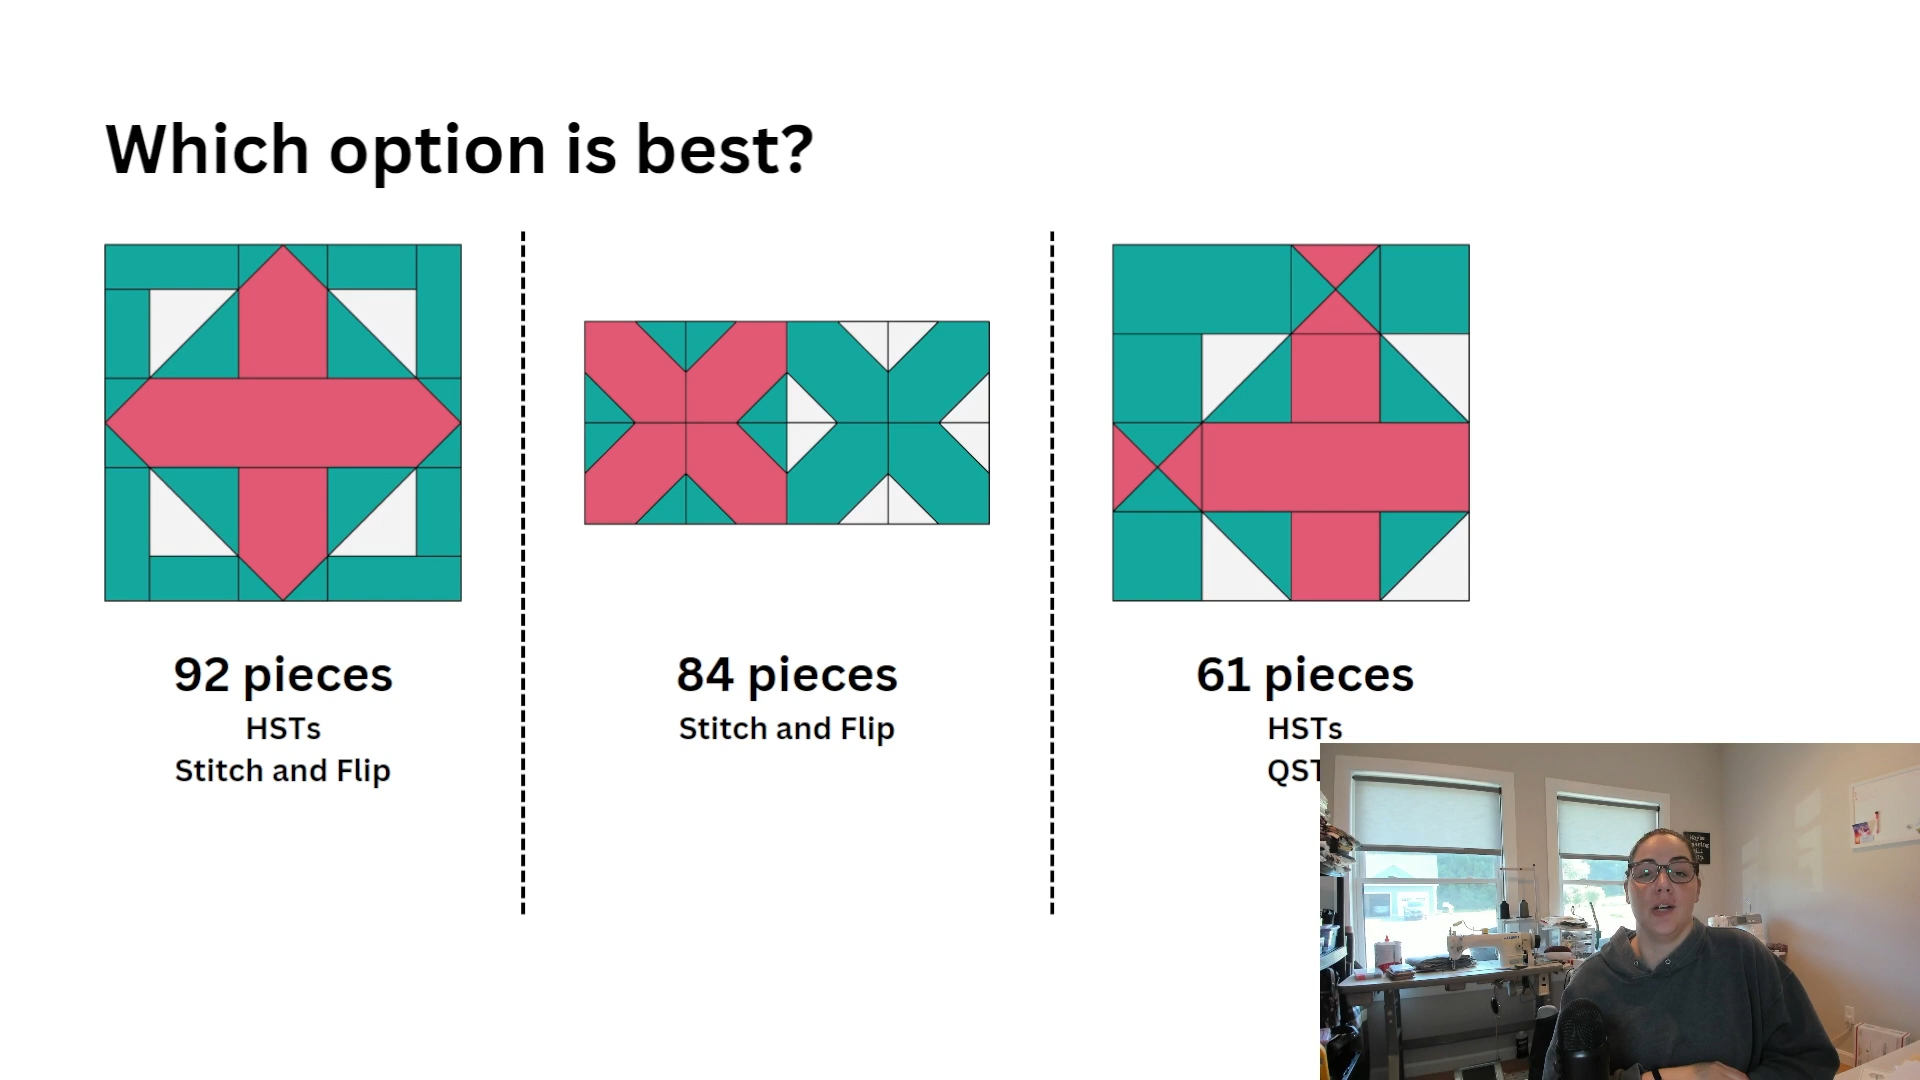 Which option is best?
92 pieces
HSTs
Stitch and Flip
84 pieces
Stitch and Flip
61 pieces
HSTs